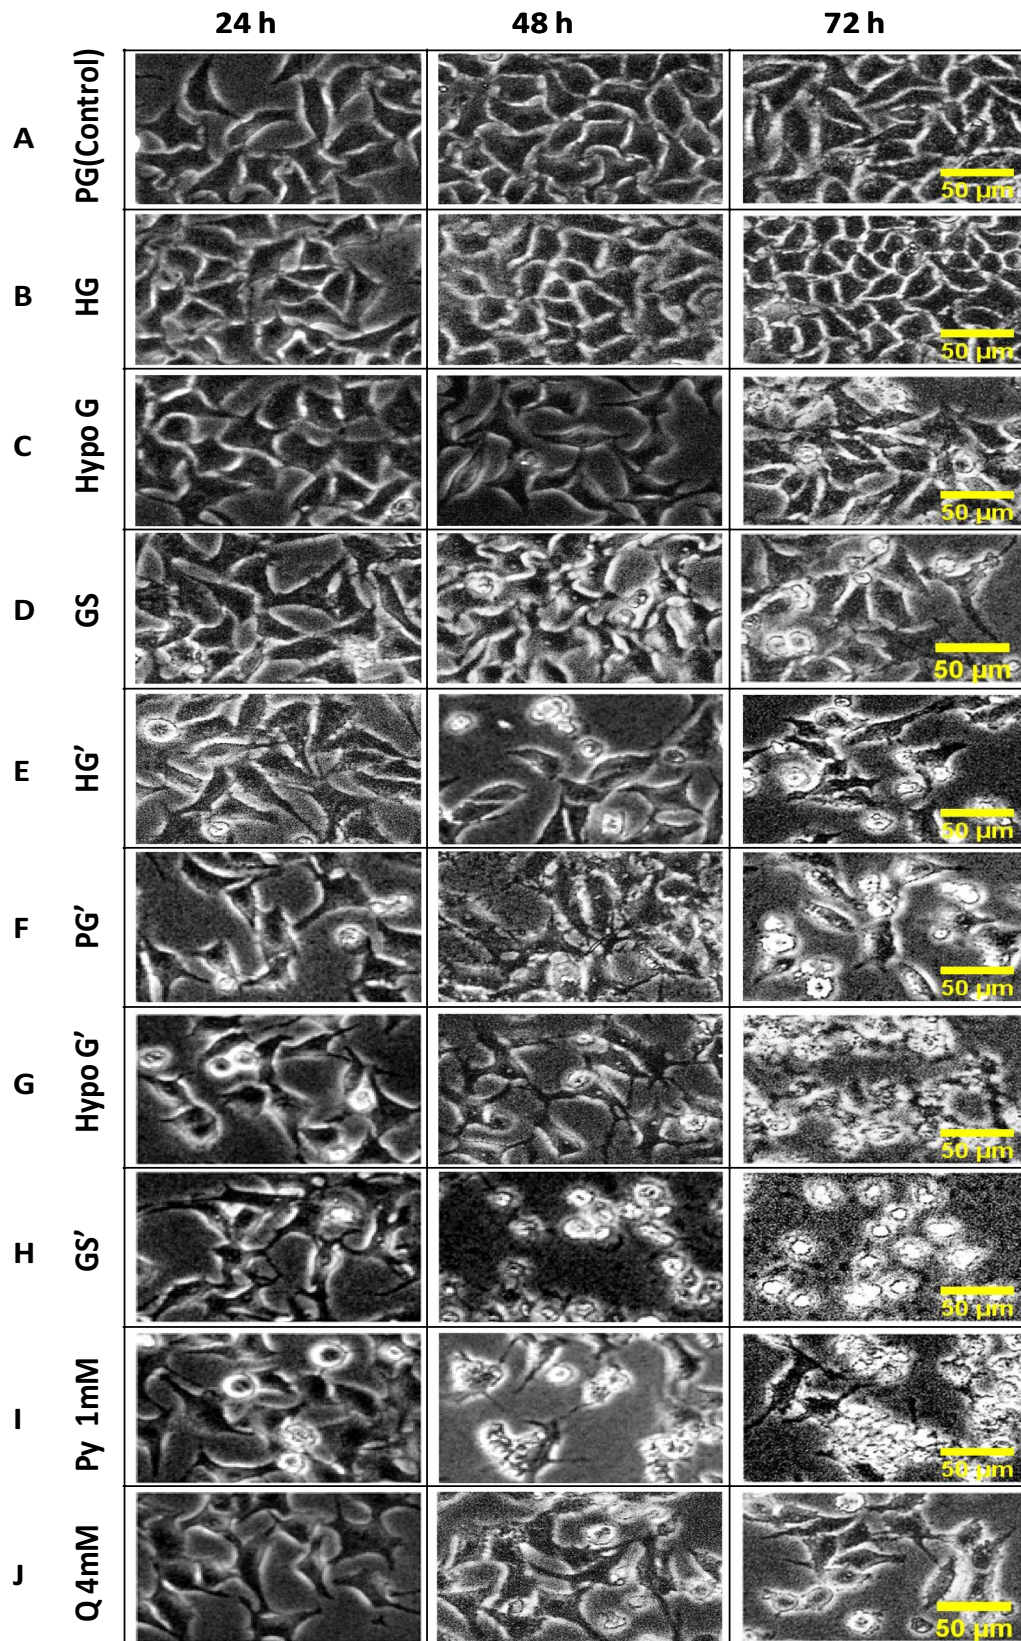 24 h 48 h 72 h
A PG(Control) 50 µm
B HG 50 µm
C Hypo G 50 µm
D GS 50 µm
E HG’ 50 µm
F PG’ 50 µm
G Hypo G’ 50 µm
H GS’ 50 µm
I Py 1mM 50 µm
J Q 4mM 50 µm